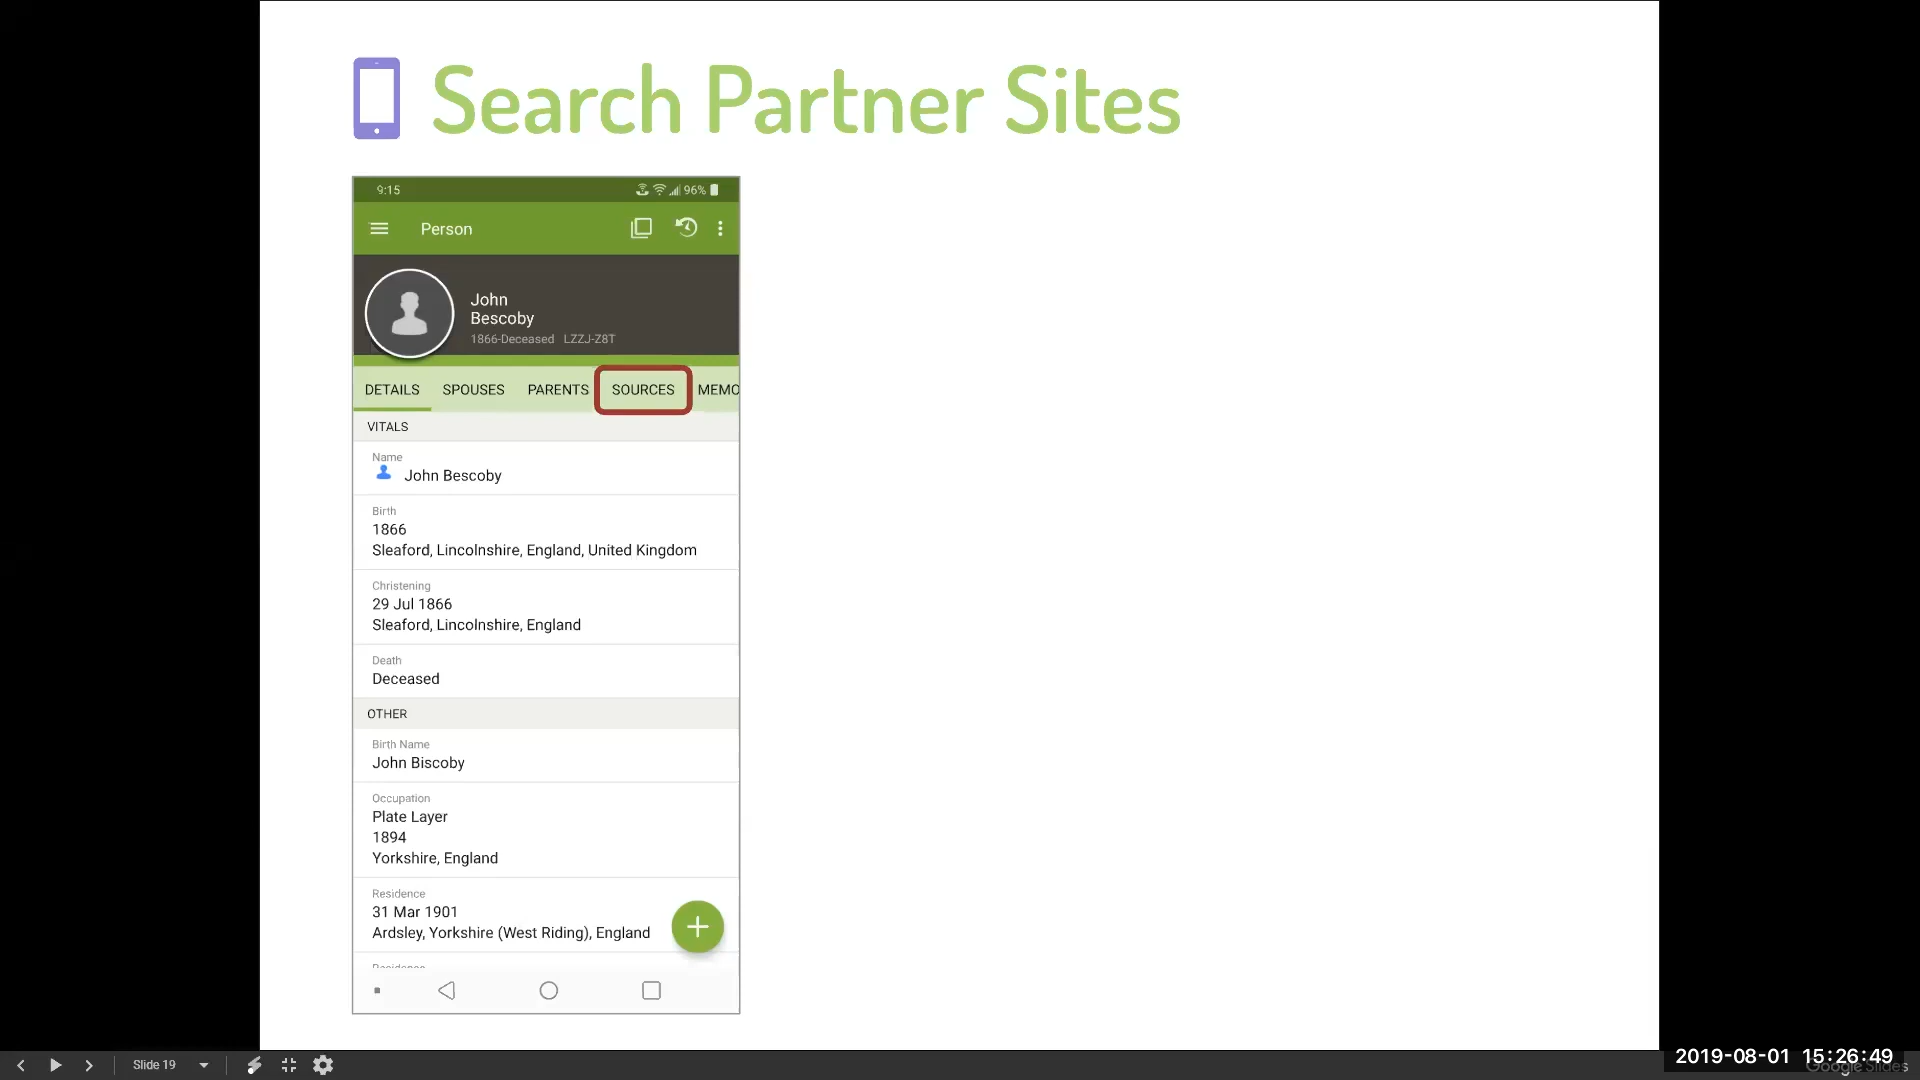 Search Partner Sites
9:15
96%
Person
John
Bescoby
1866-Deceased LZZJ-Z8T
DETAILS SPOUSES PARENTS SOURCES MEMO
VITALS
Name
John Bescoby
Birth
1866
Sleaford, Lincolnshire, England, United Kingdom
Christening
29 Jul 1866
Sleaford, Lincolnshire, England
Death
Deceased
OTHER
Birth Name
John Biscoby
Occupation
Plate Layer
1894
Yorkshire, England
Residence
31 Mar 1901
Ardsley, Yorkshire (West Riding), England
Residence
Slide 19
2019-08-01 15:26:49
Google Slides